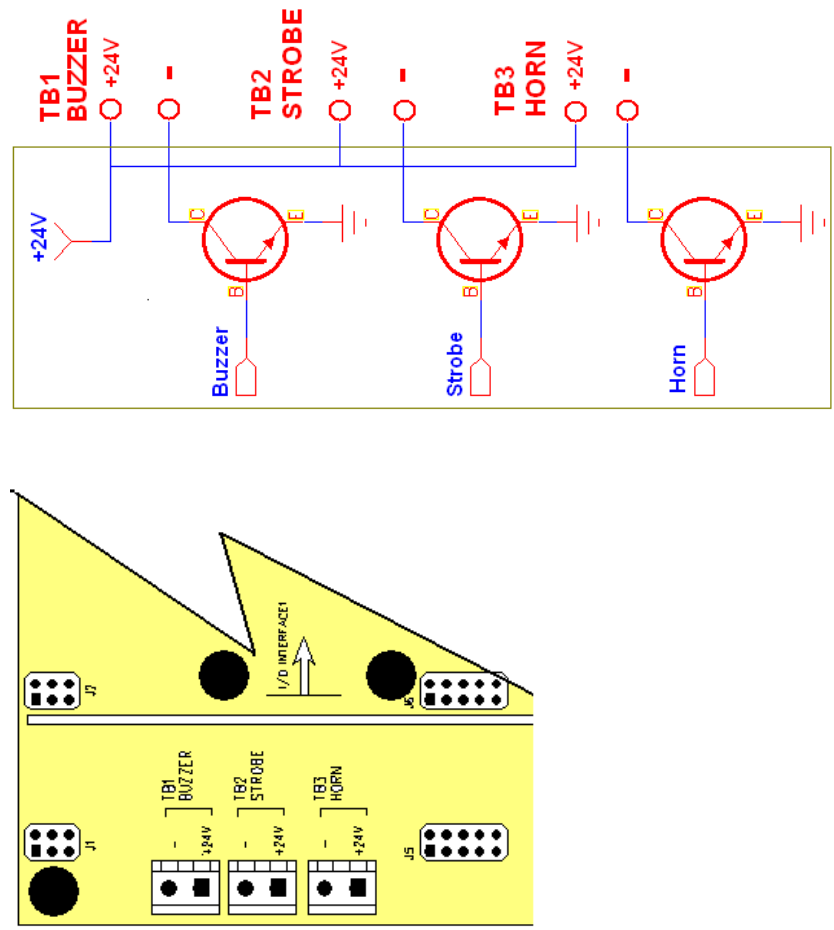 TB1
BUZZER
+24V
-
TB2
STROBE
+24V
-
TB3
HORN
+24V
-
+24V
C
E
B
Buzzer
C
E
B
Strobe
C
E
B
Horn
I/O INTERFACE1
J2
J6
TB1
BUZZER
-
+24V
TB2
STROBE
-
+24V
TB3
HORN
-
+24V
J1
J5